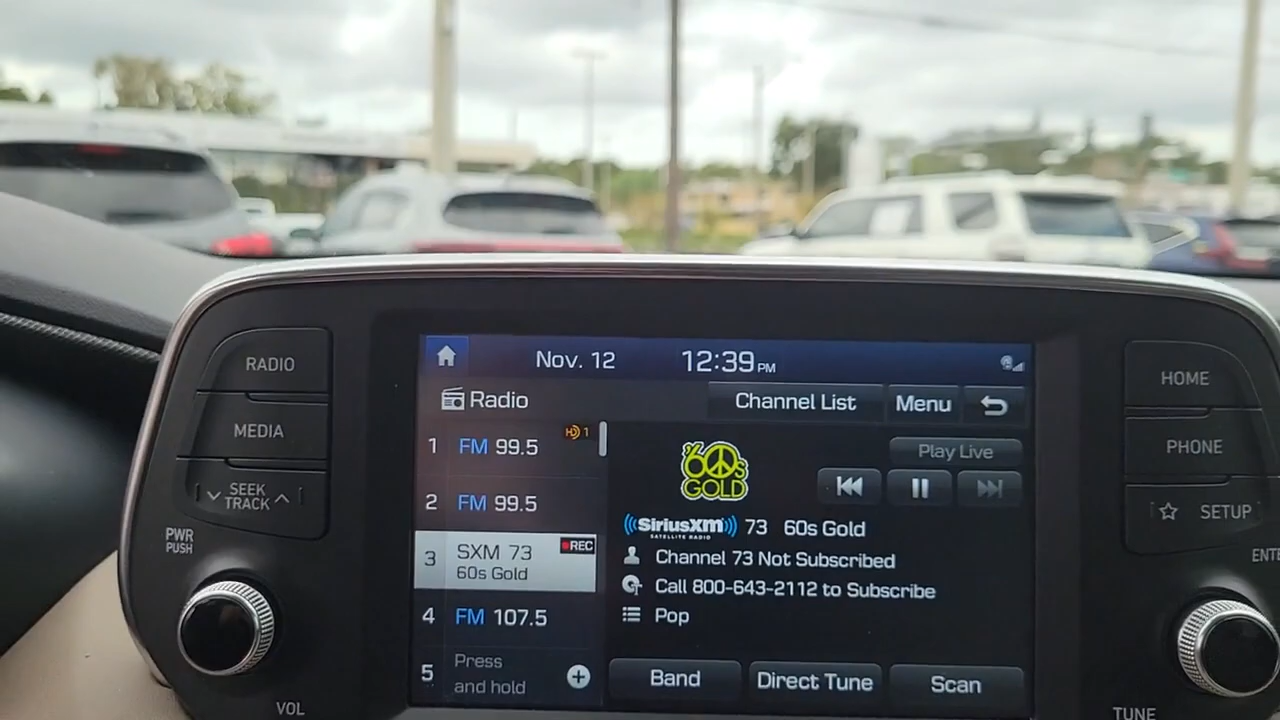 Nov. 12 12:39 PM
RADIO
HOME
Radio Channel List Menu
MEDIA
PHONE
1 FM 99.5 HD 1
Play Live
2 FM 99.5
'60s
GOLD
SEEK
TRACK
SETUP
((SiriusXM)) 73 60s Gold
SATELLITE RADIO
PWR
PUSH
3 SXM 73 REC
60s Gold
Channel 73 Not Subscribed
Call 800-643-2112 to Subscribe
Pop
4 FM 107.5
5 Press
and hold
Band Direct Tune Scan
VOL
TUNE